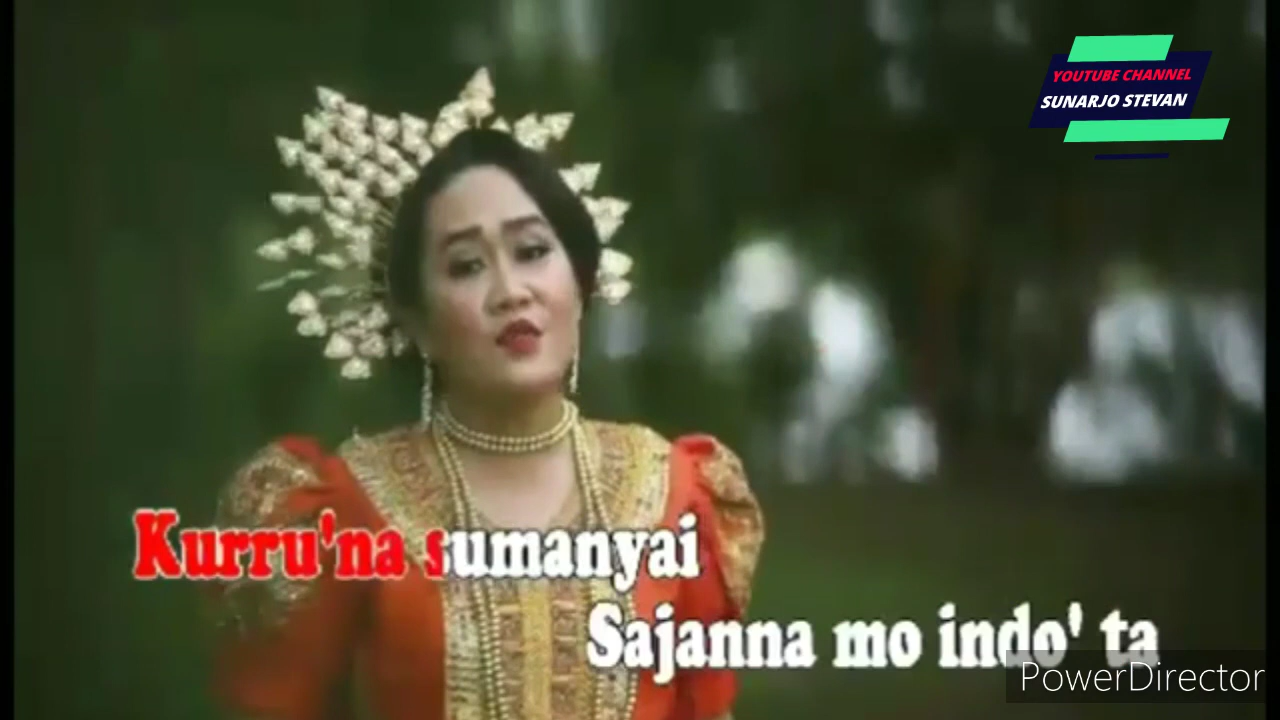 YOUTUBE CHANNEL
SUNARJO STEVAN
Kurru'na sumanyai
Sajanna mo indo' ta
PowerDirector